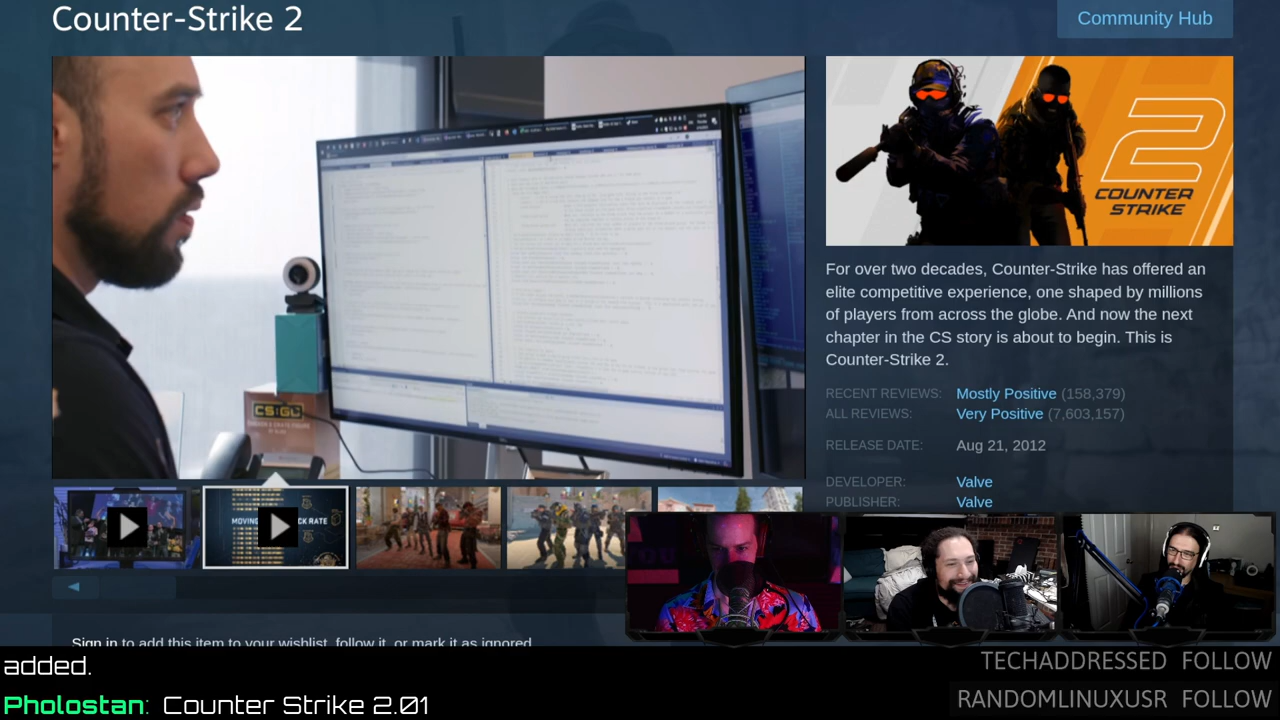 Counter-Strike 2
Community Hub
CS:GO
MOVING
CK RATE
2
COUNTER
STRIKE
For over two decades, Counter-Strike has offered an
elite competitive experience, one shaped by millions
of players from across the globe. And now the next
chapter in the CS story is about to begin. This is
Counter-Strike 2.
RECENT REVIEWS: Mostly Positive (158,379)
ALL REVIEWS: Very Positive (7,603,157)
RELEASE DATE: Aug 21, 2012
DEVELOPER: Valve
PUBLISHER: Valve
Sign in to add this item to your wishlist, follow it, or mark it as ignored
added.
Pholostan: Counter Strike 2.01
TECHADDRESSED FOLLOW
RANDOMLINUXUSR FOLLOW